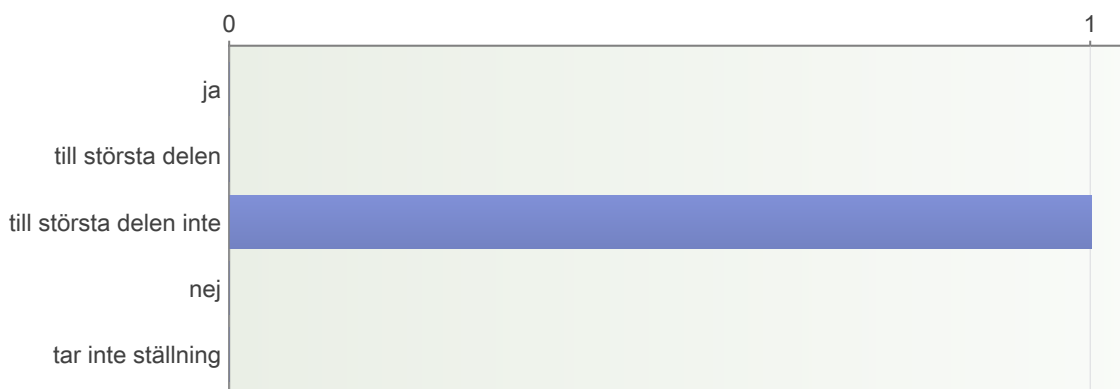 0 1
ja
till största delen
till största delen inte
nej
tar inte ställning